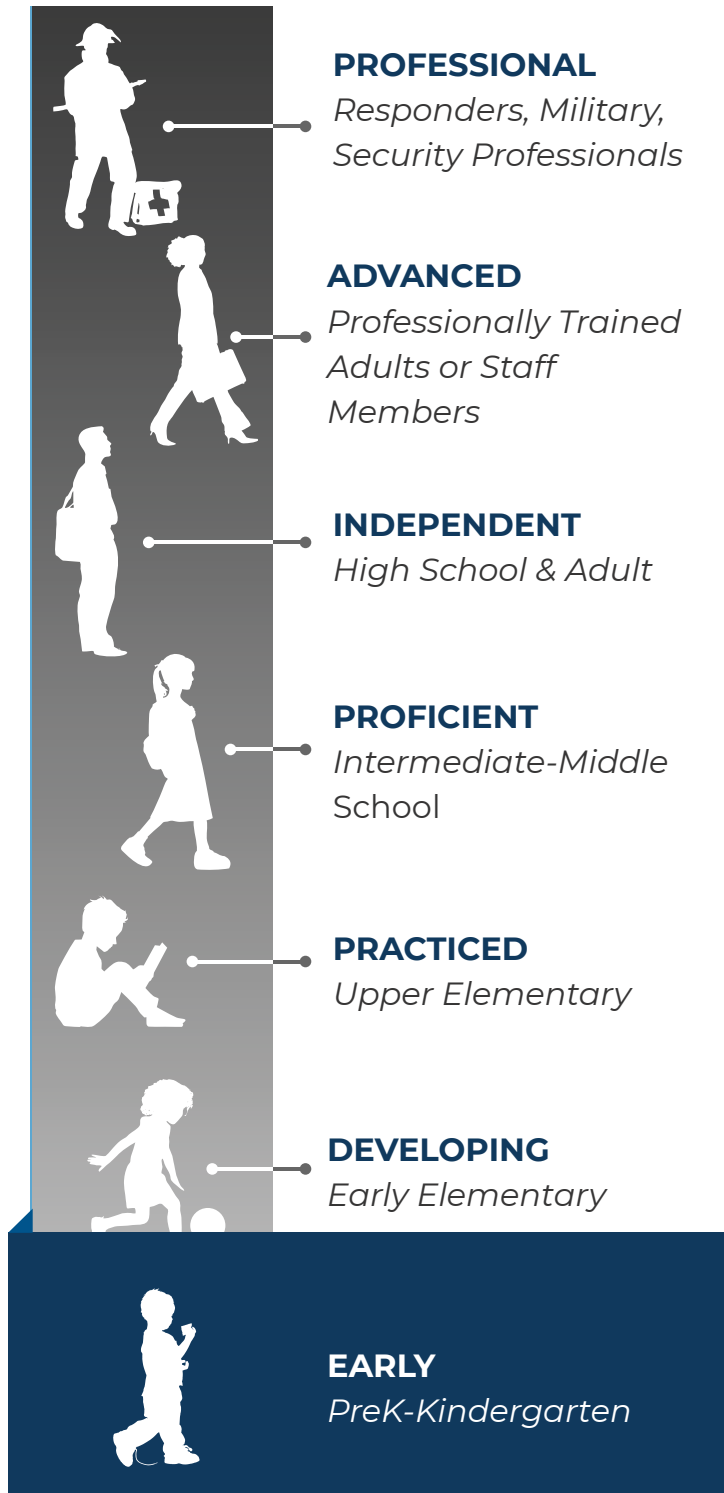 PROFESSIONAL
Responders, Military,
Security Professionals
ADVANCED
Professionally Trained
Adults or Staff
Members
INDEPENDENT
High School & Adult
PROFICIENT
Intermediate-Middle
School
PRACTICED
Upper Elementary
DEVELOPING
Early Elementary
EARLY
PreK-Kindergarten